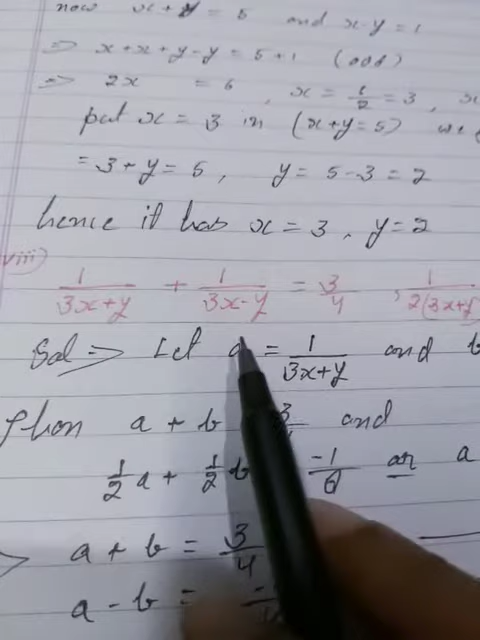 now x + y = 5 and x-y = 1
⇒ x+x+y-y = 5+1 (add)
⇒ 2x = 6, x = 6/2 = 3,
put x = 3 in (x+y=5) we
= 3+y = 5, y = 5-3 = 2
hence it has x = 3, y = 2
viii)
1/(3x+y) + 1/(3x-y) = 3/4, 1/2(3x+y)
Sol ⇒ Let a = 1/(3x+y) and b
then a + b 3 and
1/2 a + 1/2 b -1/6 or a
a + b = 3/4
a - b =